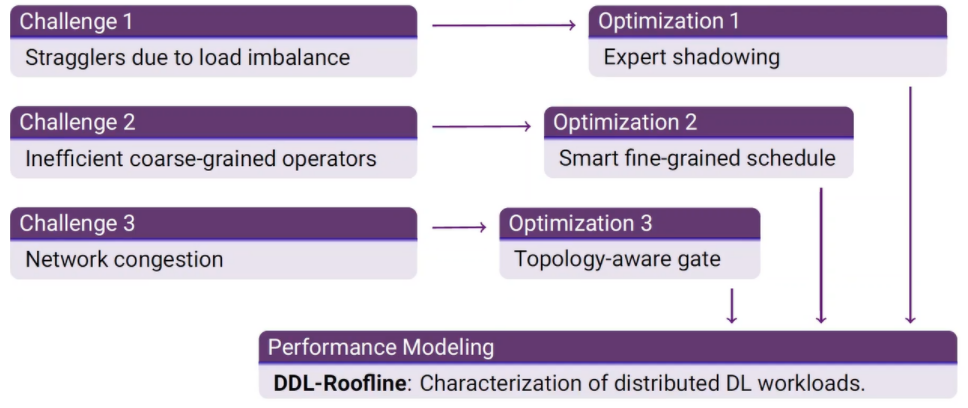 Challenge 1
Stragglers due to load imbalance
Optimization 1
Expert shadowing
Challenge 2
Inefficient coarse-grained operators
Optimization 2
Smart fine-grained schedule
Challenge 3
Network congestion
Optimization 3
Topology-aware gate
Performance Modeling
DDL-Roofline: Characterization of distributed DL workloads.